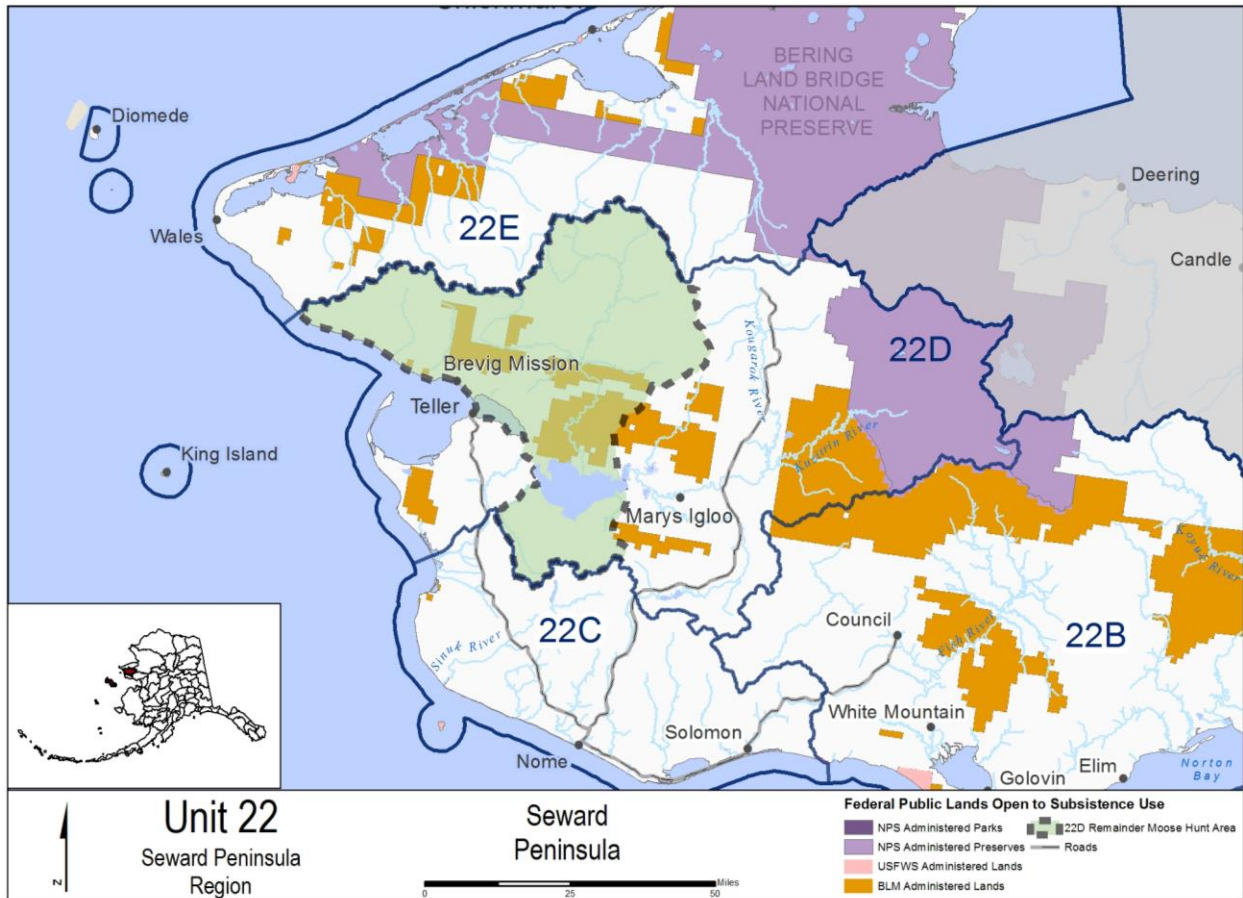 BERING
LAND BRIDGE
NATIONAL
PRESERVE
Diomede
Deering
Wales
22E
Candle
Kougarok River
22D
Brevig Mission
Teller
Kuzitrin River
King Island
Marys Igloo
Koyuk River
22C
Council
22B
Sinuk River
Fish River
White Mountain
Solomon
Nome
Elim
Norton
Bay
Golovin
Unit 22
Seward Peninsula
Region
N
Seward
Peninsula
Miles
0 25 50
Federal Public Lands Open to Subsistence Use
NPS Administered Parks
22D Remainder Moose Hunt Area
NPS Administered Preserves
Roads
USFWS Administered Lands
BLM Administered Lands